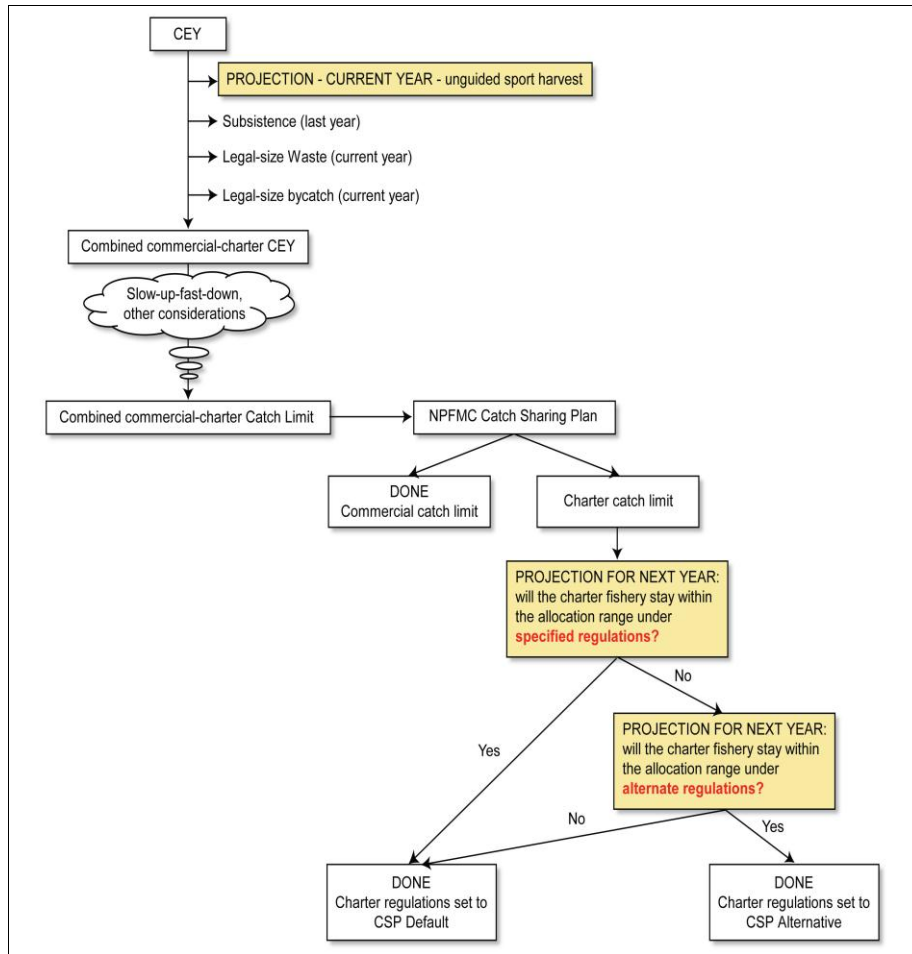 CEY
PROJECTION - CURRENT YEAR - unguided sport harvest
Subsistence (last year)
Legal-size Waste (current year)
Legal-size bycatch (current year)
Combined commercial-charter CEY
Slow-up-fast-down,
other considerations
Combined commercial-charter Catch Limit
NPFMC Catch Sharing Plan
DONE
Commercial catch limit
Charter catch limit
PROJECTION FOR NEXT YEAR:
will the charter fishery stay within
the allocation range under
specified regulations?
No
Yes
PROJECTION FOR NEXT YEAR:
will the charter fishery stay within
the allocation range under
alternate regulations?
No
Yes
DONE
Charter regulations set to
CSP Default
DONE
Charter regulations set to
CSP Alternative